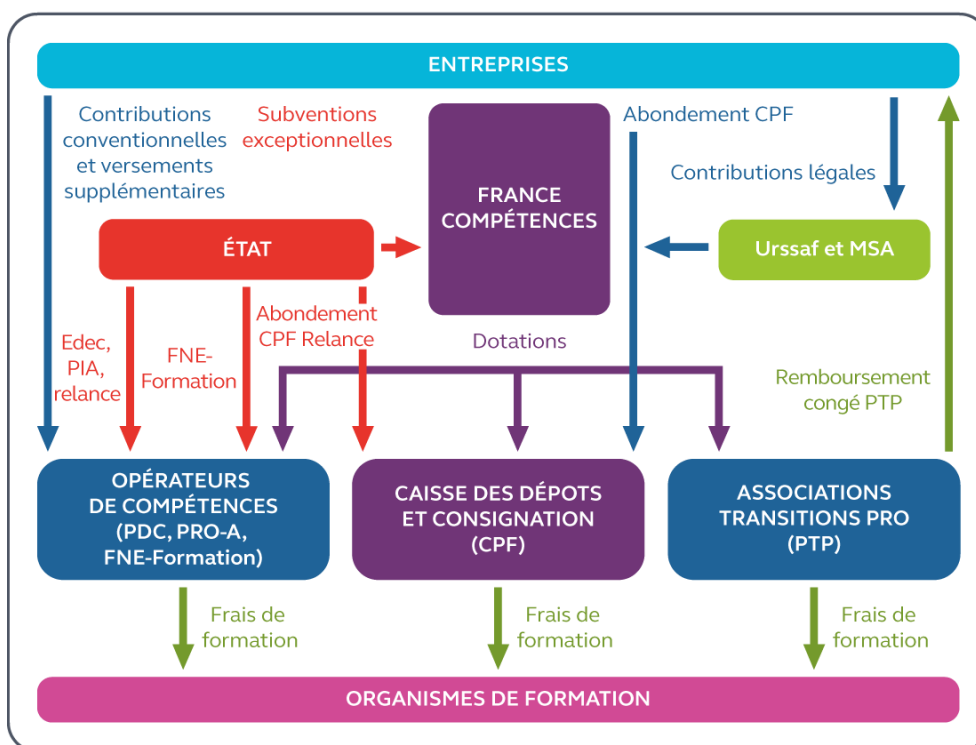 ENTREPRISES
Contributions
conventionnelles
et versements
supplémentaires
Subventions
exceptionnelles
FRANCE
COMPÉTENCES
Abondement CPF
Contributions légales
ÉTAT
Urssaf et MSA
Edec,
PIA,
relance
FNE-
Formation
Abondement
CPF Relance
Dotations
Remboursement
congé PTP
OPÉRATEURS
DE COMPÉTENCES
(PDC, PRO-A,
FNE-Formation)
CAISSE DES DÉPOTS
ET CONSIGNATION
(CPF)
ASSOCIATIONS
TRANSITIONS PRO
(PTP)
Frais de
formation
Frais de
formation
Frais de
formation
ORGANISMES DE FORMATION